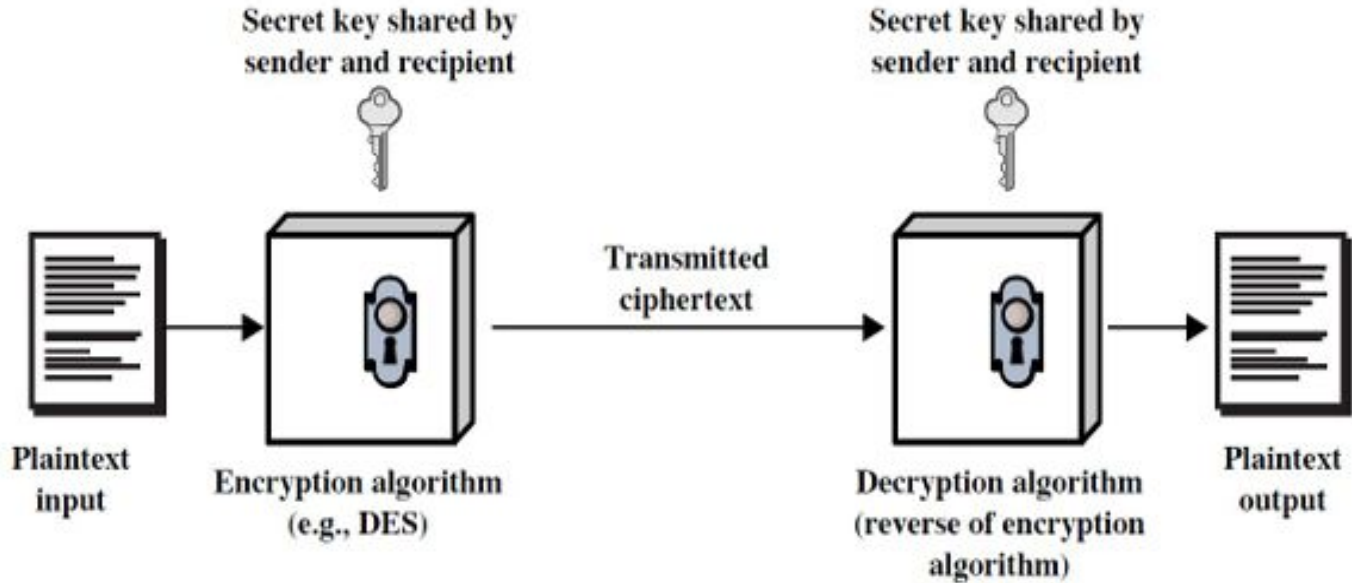 Secret key shared by
sender and recipient
Secret key shared by
sender and recipient
Transmitted
ciphertext
Plaintext
input
Encryption algorithm
(e.g., DES)
Decryption algorithm
(reverse of encryption
algorithm)
Plaintext
output